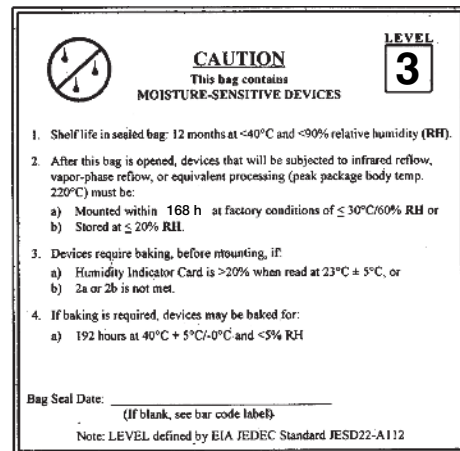 LEVEL
3
CAUTION
This bag contains
MOISTURE-SENSITIVE DEVICES
1. Shelf life in sealed bag: 12 months at <40°C and <90% relative humidity (RH).
2. After this bag is opened, devices that will be subjected to infrared reflow,
vapor-phase reflow, or equivalent processing (peak package body temp.
220°C) must be:
a) Mounted within 168 h at factory conditions of ≤ 30°C/60% RH or
b) Stored at ≤ 20% RH.
3. Devices require baking, before mounting, if:
a) Humidity Indicator Card is >20% when read at 23°C ± 5°C, or
b) 2a or 2b is not met.
4. If baking is required, devices may be baked for:
a) 192 hours at 40°C + 5°C/-0°C and <5% RH
Bag Seal Date:
(If blank, see bar code label)
Note: LEVEL defined by EIA JEDEC Standard JESD22-A112